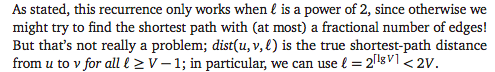 As stated, this recurrence only works when ℓ is a power of 2, since otherwise we
might try to find the shortest path with (at most) a fractional number of edges!
But that's not really a problem; dist(u, v, ℓ) is the true shortest-path distance
from u to v for all ℓ ≥ V − 1; in particular, we can use ℓ = 2^⌈lg V⌉ < 2V.